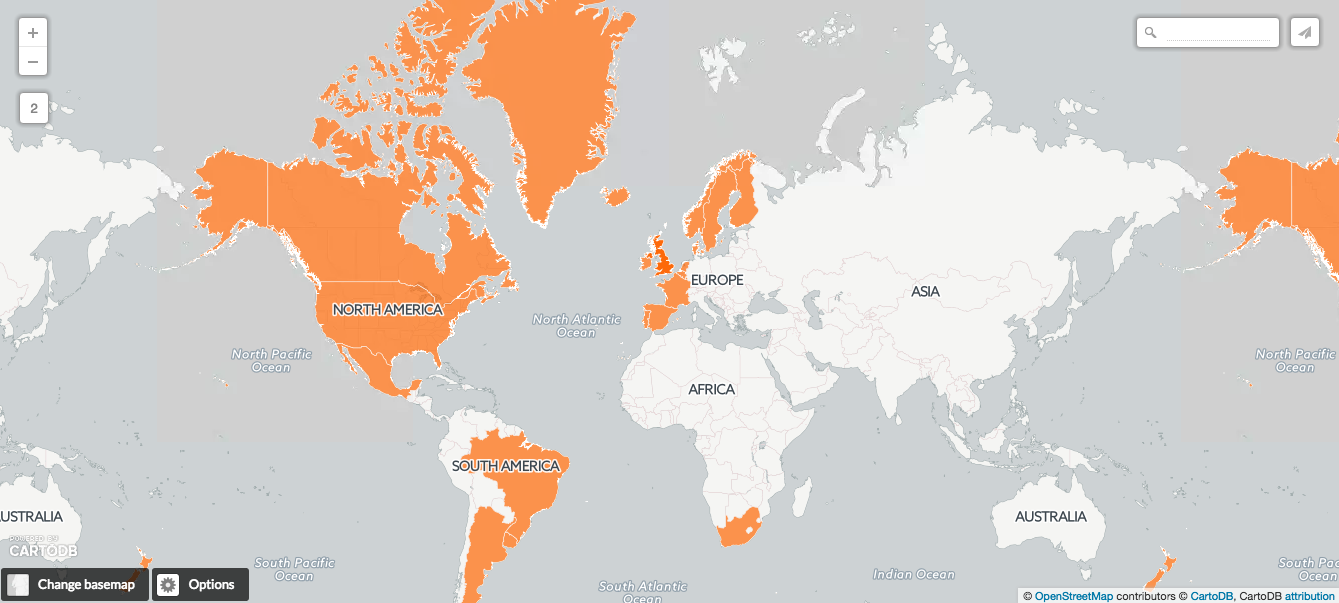 +
−
2
NORTH AMERICA
EUROPE
ASIA
North Atlantic
Ocean
North Pacific
Ocean
North Pacific
Ocean
AFRICA
SOUTH AMERICA
USTRALIA
AUSTRALIA
POWERED BY
CARTODB
South Pacific
Ocean
South Atlantic
Ocean
Indian Ocean
South Pac
Ocean
Change basemap
Options
© OpenStreetMap contributors © CartoDB, CartoDB attribution